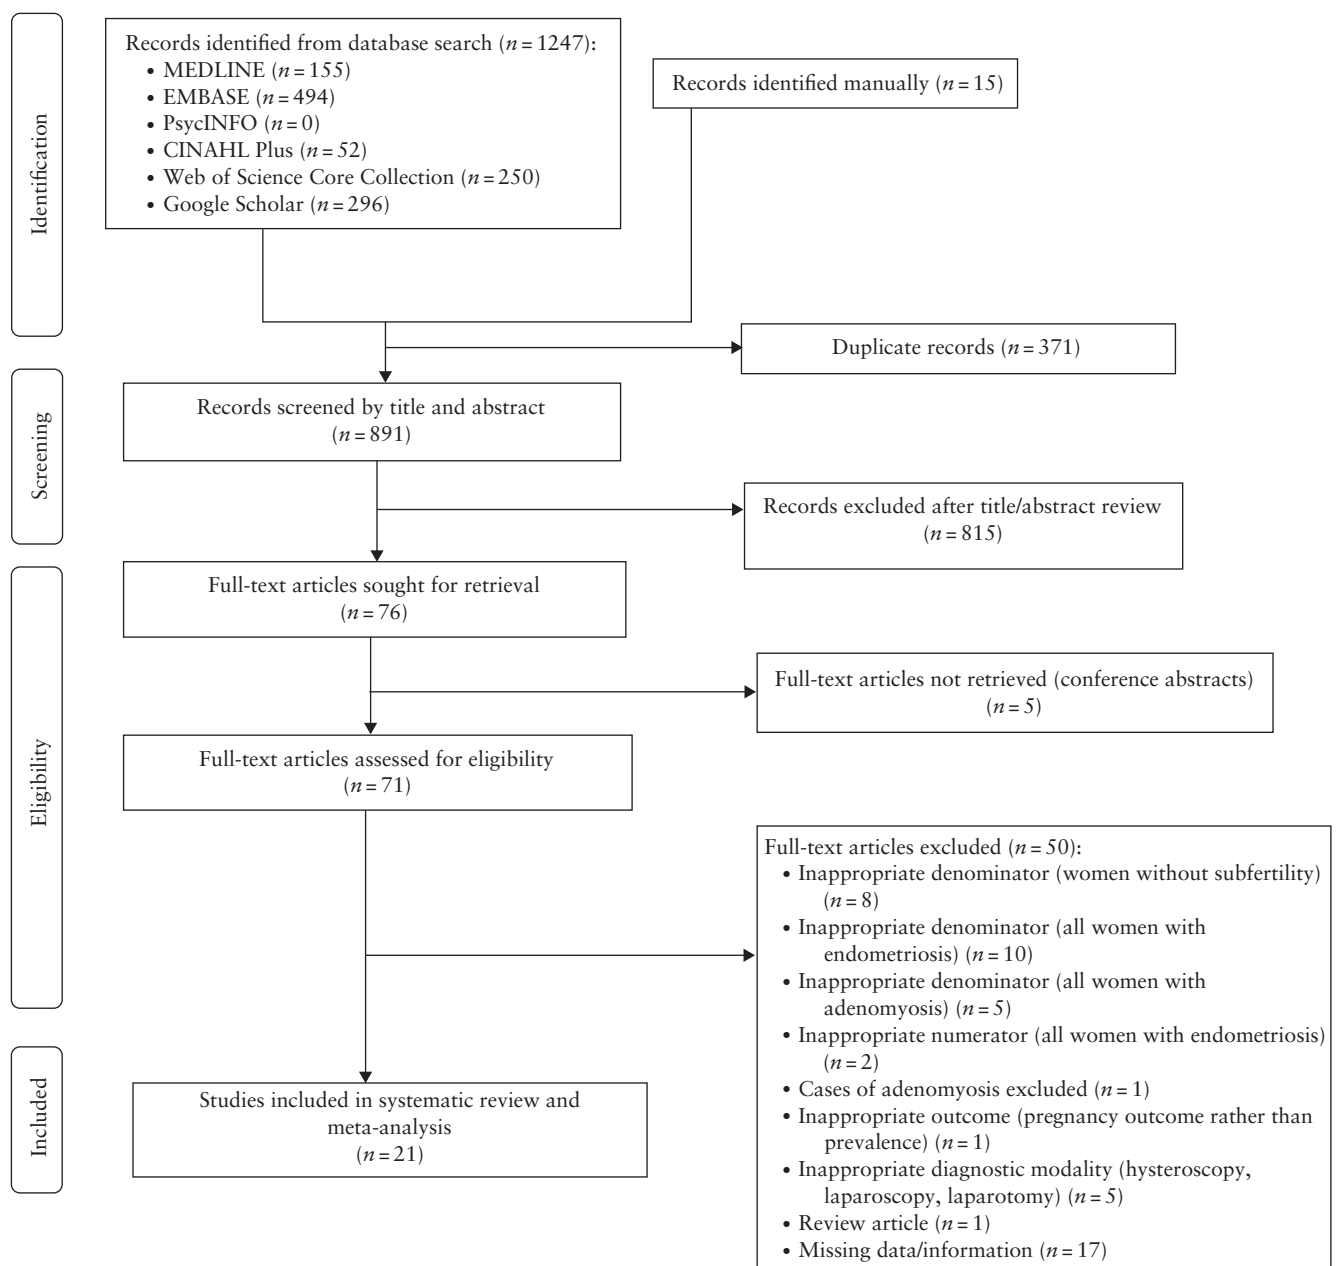 Identification
Records identified from database search (n = 1247):
• MEDLINE (n = 155)
• EMBASE (n = 494)
• PsycINFO (n = 0)
• CINAHL Plus (n = 52)
• Web of Science Core Collection (n = 250)
• Google Scholar (n = 296)
Records identified manually (n = 15)
Duplicate records (n = 371)
Screening
Records screened by title and abstract
(n = 891)
Records excluded after title/abstract review
(n = 815)
Eligibility
Full-text articles sought for retrieval
(n = 76)
Full-text articles not retrieved (conference abstracts)
(n = 5)
Full-text articles assessed for eligibility
(n = 71)
Full-text articles excluded (n = 50):
• Inappropriate denominator (women without subfertility)
(n = 8)
• Inappropriate denominator (all women with
endometriosis) (n = 10)
• Inappropriate denominator (all women with
adenomyosis) (n = 5)
• Inappropriate numerator (all women with endometriosis)
(n = 2)
• Cases of adenomyosis excluded (n = 1)
• Inappropriate outcome (pregnancy outcome rather than
prevalence) (n = 1)
• Inappropriate diagnostic modality (hysteroscopy,
laparoscopy, laparotomy) (n = 5)
• Review article (n = 1)
• Missing data/information (n = 17)
Included
Studies included in systematic review and
meta-analysis
(n = 21)